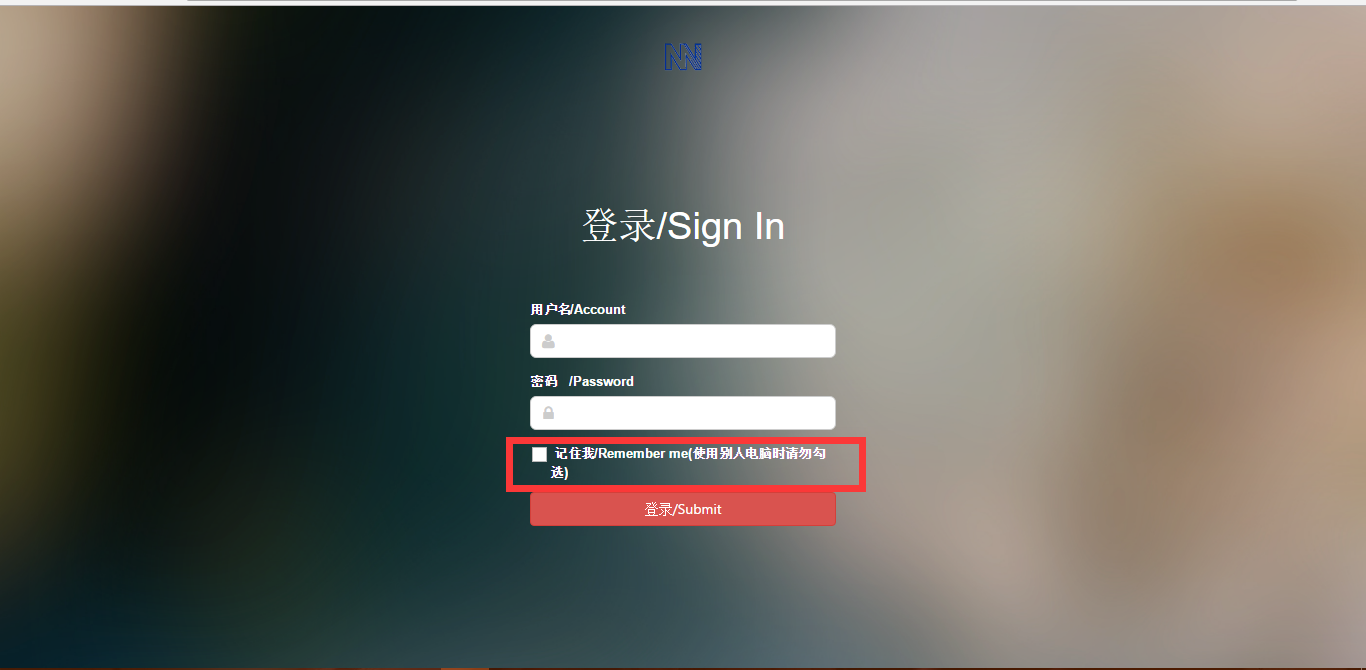 登录/Sign In
用户名/Account
密码 /Password
记住我/Remember me(使用别人电脑时请勿勾
选)
登录/Submit